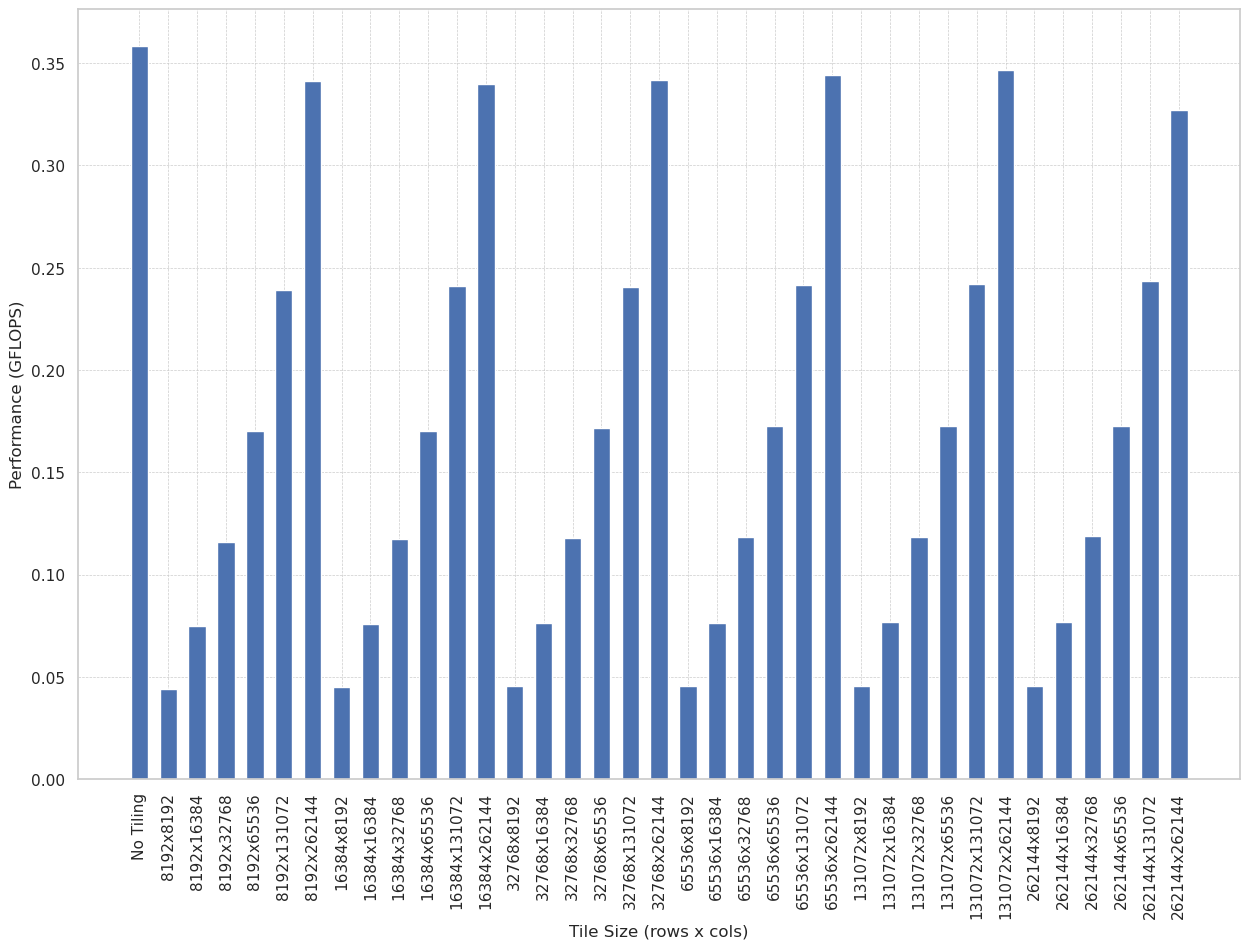 Performance (GFLOPS)
0.35
0.30
0.25
0.20
0.15
0.10
0.05
0.00
No Tiling
8192x8192
8192x16384
8192x32768
8192x65536
8192x131072
8192x262144
16384x8192
16384x16384
16384x32768
16384x65536
16384x131072
16384x262144
32768x8192
32768x16384
32768x32768
32768x65536
32768x131072
32768x262144
65536x8192
65536x16384
65536x32768
65536x65536
65536x131072
65536x262144
131072x8192
131072x16384
131072x32768
131072x65536
131072x131072
131072x262144
262144x8192
262144x16384
262144x32768
262144x65536
262144x131072
262144x262144
Tile Size (rows x cols)